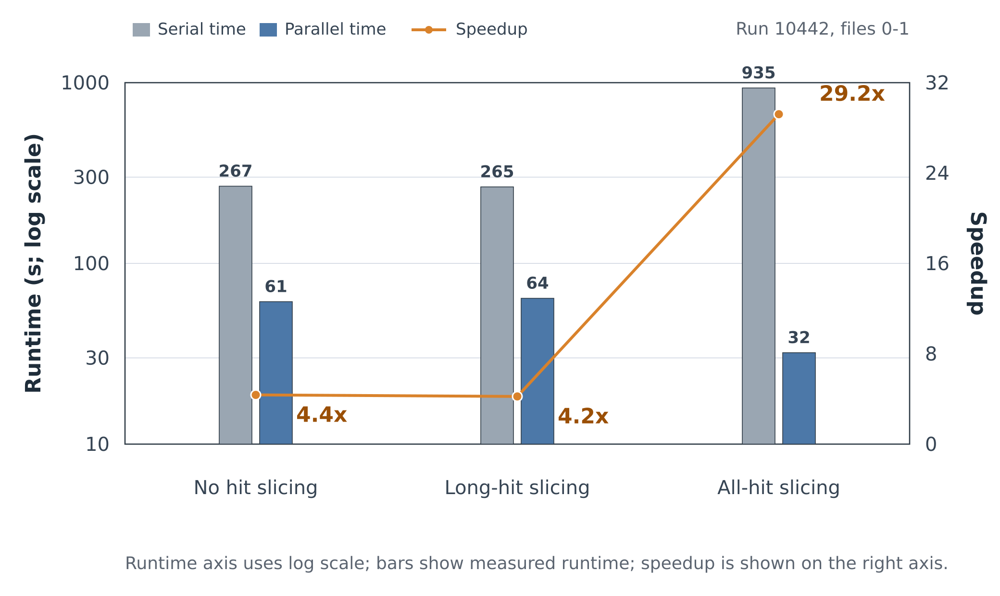 Serial time Parallel time Speedup Run 10442, files 0-1
935
1000 32
29.2x
267 265
300 24
Runtime (s; log scale)
Speedup
100 16
61 64
32
30 8
4.4x 4.2x
10 0
No hit slicing Long-hit slicing All-hit slicing
Runtime axis uses log scale; bars show measured runtime; speedup is shown on the right axis.